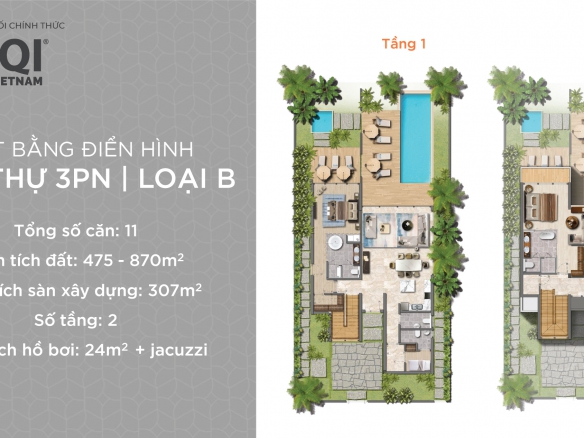 ỐI CHÍNH THỨC
QI®
ETNAM
T BẰNG ĐIỂN HÌNH
THỰ 3PN | LOẠI B
Tổng số căn: 11
n tích đất: 475 - 870m²
ích sàn xây dựng: 307m²
Số tầng: 2
ch hồ bơi: 24m² + jacuzzi
Tầng 1